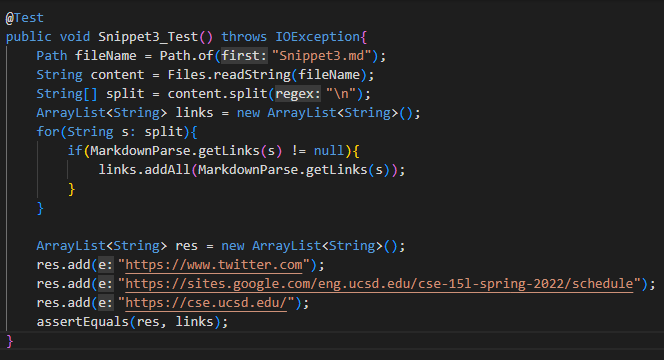 @Test
public void Snippet3_Test() throws IOException{
    Path fileName = Path.of(first: "Snippet3.md");
    String content = Files.readString(fileName);
    String[] split = content.split(regex: "\n");
    ArrayList<String> links = new ArrayList<String>();
    for(String s: split){
        if(MarkdownParse.getLinks(s) != null){
            links.addAll(MarkdownParse.getLinks(s));
        }
    }

    ArrayList<String> res = new ArrayList<String>();
    res.add(e: "https://www.twitter.com");
    res.add(e: "https://sites.google.com/eng.ucsd.edu/cse-15l-spring-2022/schedule");
    res.add(e: "https://cse.ucsd.edu/");
    assertEquals(res, links);
}